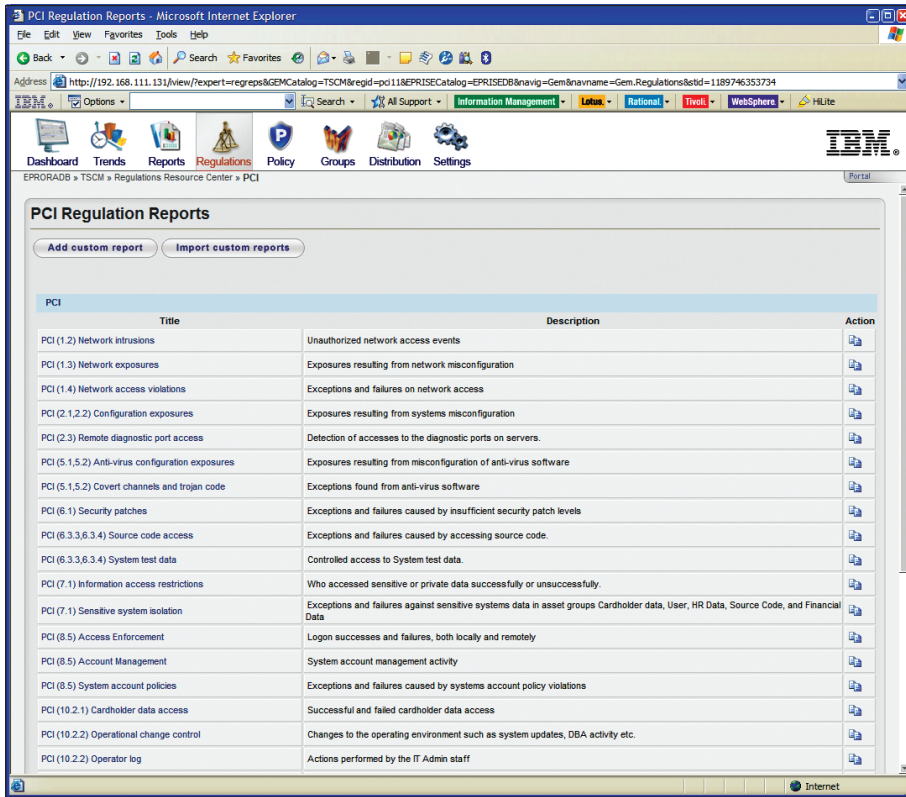 PCI Regulation Reports - Microsoft Internet Explorer
File Edit View Favorites Tools Help
Back Search Favorites
Address http://192.168.111.131/view/?expert=regreps&GEMCatalog=TSCM&regid=pci11&EPRISECatalog=EPRISEDB&navig=Gem&navname=Gem.Regulations&stid=1189746353734
IBM® Options Search All Support Information Management Lotus. Rational. Tivoli. WebSphere. HiLite
Dashboard Trends Reports Regulations Policy Groups Distribution Settings
IBM®
EPRORADB » TSCM » Regulations Resource Center » PCI
Portal
PCI Regulation Reports
Add custom report Import custom reports
PCI
Title Description Action
PCI (1.2) Network intrusions Unauthorized network access events
PCI (1.3) Network exposures Exposures resulting from network misconfiguration
PCI (1.4) Network access violations Exceptions and failures on network access
PCI (2.1,2.2) Configuration exposures Exposures resulting from systems misconfiguration
PCI (2.3) Remote diagnostic port access Detection of accesses to the diagnostic ports on servers.
PCI (5.1,5.2) Anti-virus configuration exposures Exposures resulting from misconfiguration of anti-virus software
PCI (5.1,5.2) Covert channels and trojan code Exceptions found from anti-virus software
PCI (6.1) Security patches Exceptions and failures caused by insufficient security patch levels
PCI (6.3.3,6.3.4) Source code access Exceptions and failures caused by accessing source code.
PCI (6.3.3,6.3.4) System test data Controlled access to System test data.
PCI (7.1) Information access restrictions Who accessed sensitive or private data successfully or unsuccessfully.
PCI (7.1) Sensitive system isolation Exceptions and failures against sensitive systems data in asset groups Cardholder data, User, HR Data, Source Code, and Financial
Data
PCI (8.5) Access Enforcement Logon successes and failures, both locally and remotely
PCI (8.5) Account Management System account management activity
PCI (8.5) System account policies Exceptions and failures caused by systems account policy violations
PCI (10.2.1) Cardholder data access Successful and failed cardholder data access
PCI (10.2.2) Operational change control Changes to the operating environment such as system updates, DBA activity etc.
PCI (10.2.2) Operator log Actions performed by the IT Admin staff
Internet